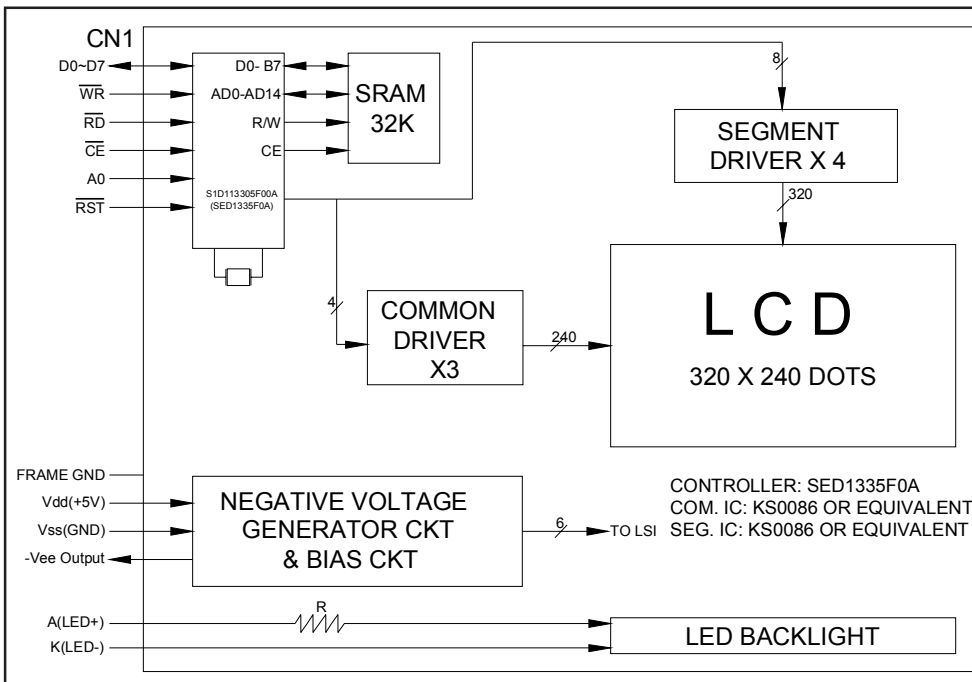 CN1
D0~D7
WR
RD
CE
A0
RST
D0- B7
AD0-AD14
R/W
CE
S1D113305F00A
(SED1335F0A)
SRAM
32K
8
SEGMENT
DRIVER X 4
320
4
COMMON
DRIVER
X3
240
LCD
320 X 240 DOTS
FRAME GND
Vdd(+5V)
Vss(GND)
-Vee Output
NEGATIVE VOLTAGE
GENERATOR CKT
& BIAS CKT
6
TO LSI
CONTROLLER: SED1335F0A
COM. IC: KS0086 OR EQUIVALENT
SEG. IC: KS0086 OR EQUIVALENT
A(LED+)
K(LED-)
R
LED BACKLIGHT